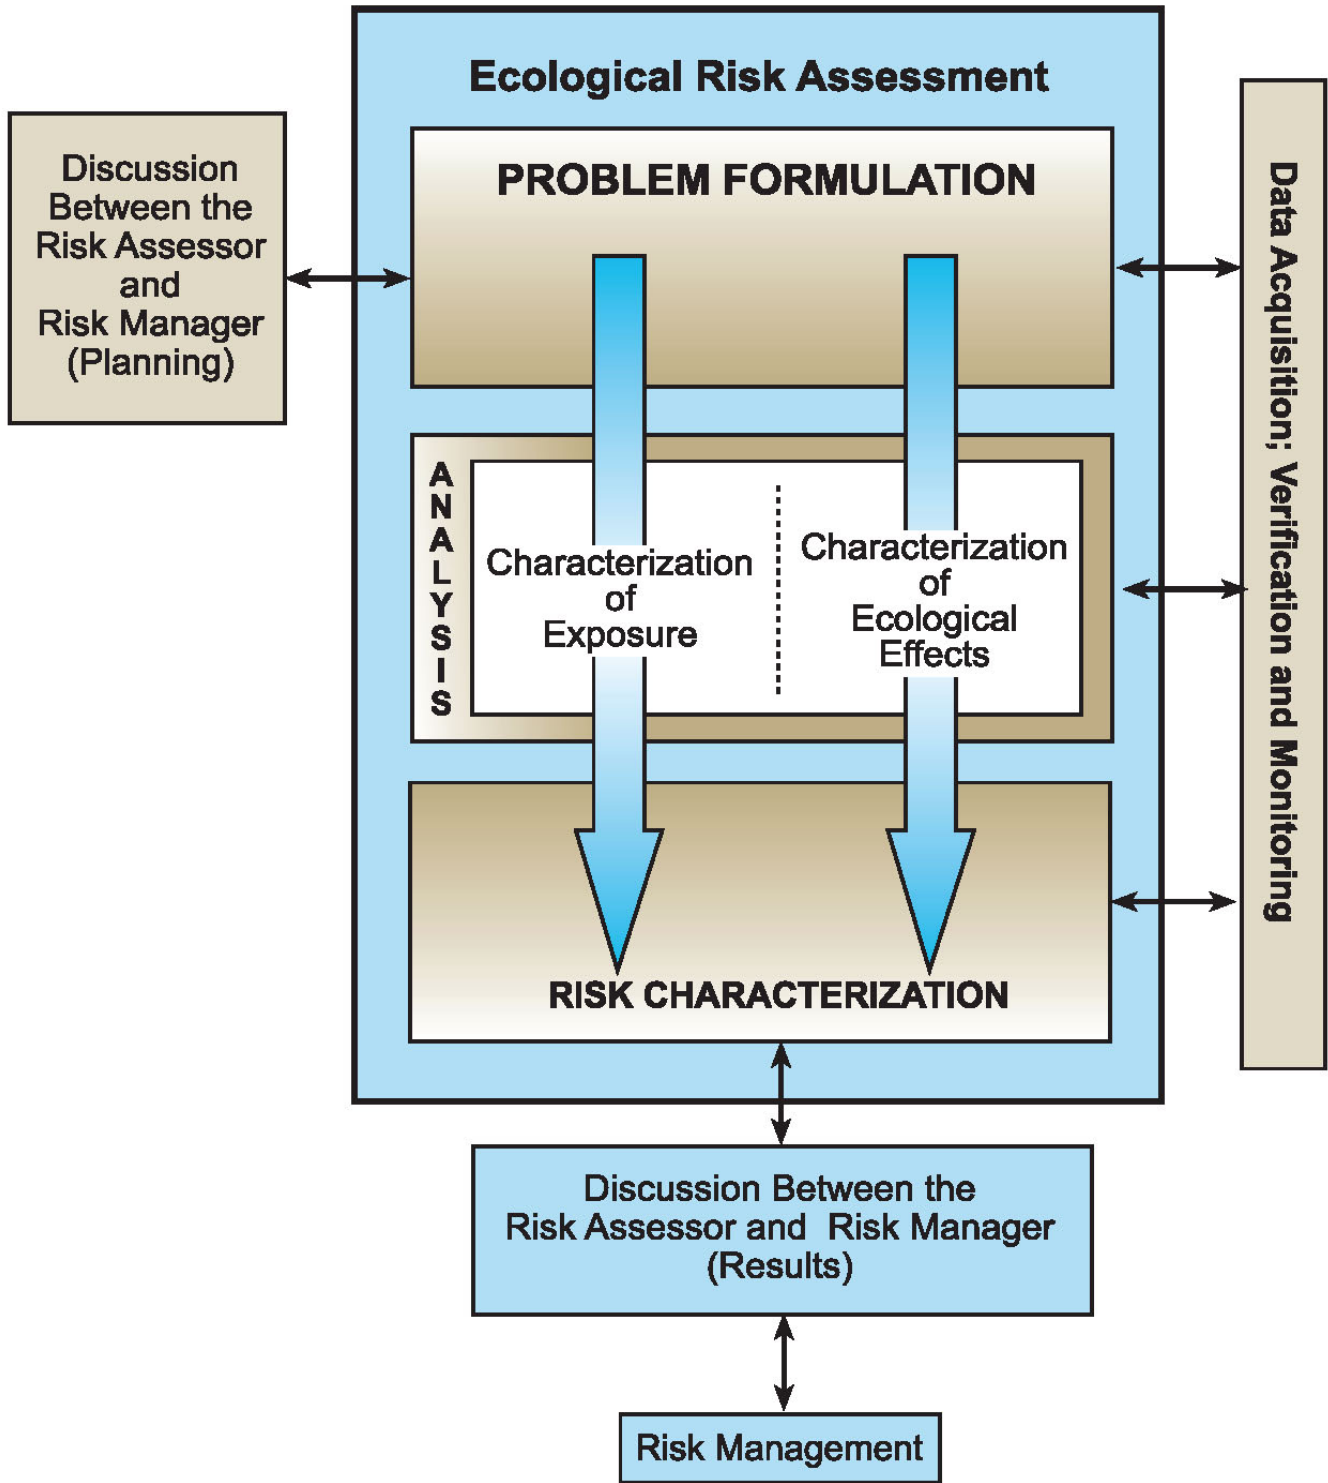 Ecological Risk Assessment
Discussion
Between the
Risk Assessor
and
Risk Manager
(Planning)
PROBLEM FORMULATION
ANALYSIS
Characterization
of
Exposure
Characterization
of
Ecological
Effects
RISK CHARACTERIZATION
Data Acquisition; Verification and Monitoring
Discussion Between the
Risk Assessor and Risk Manager
(Results)
Risk Management